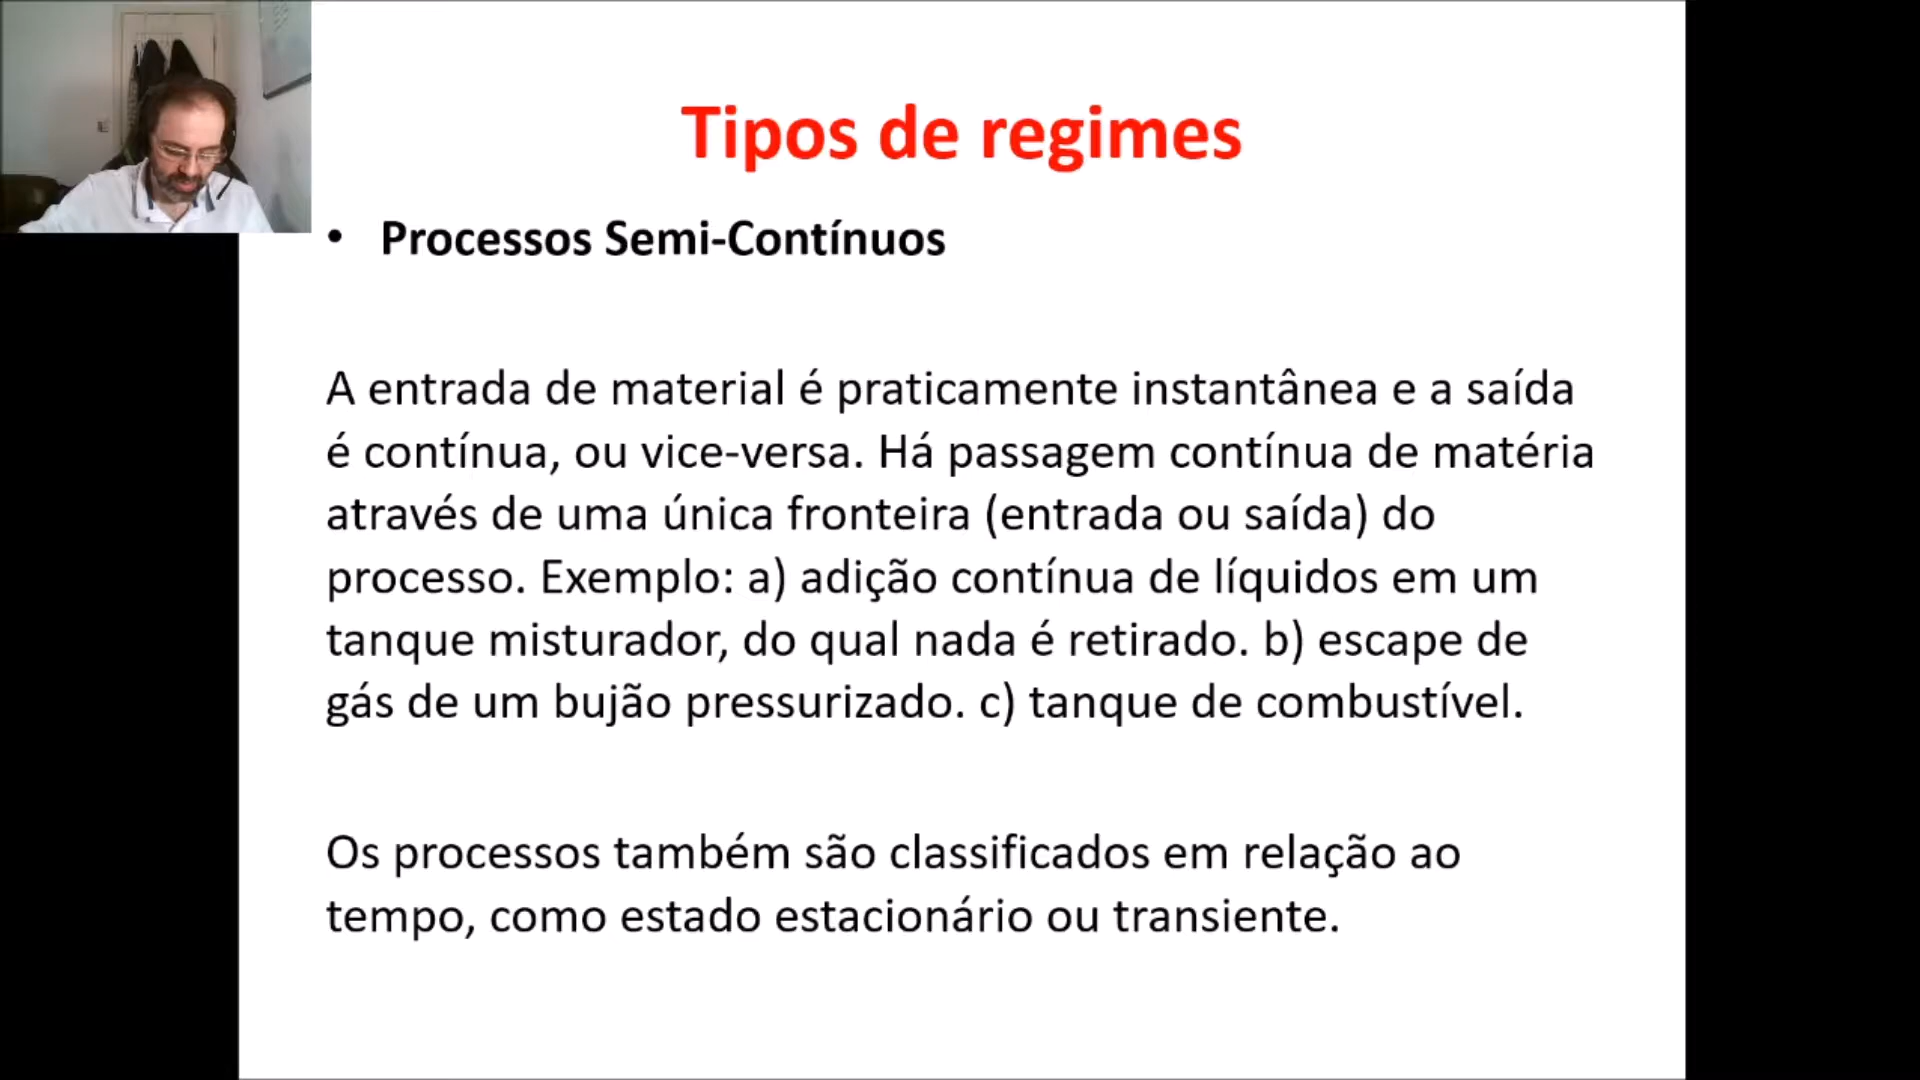 Tipos de regimes
• Processos Semi-Contínuos
A entrada de material é praticamente instantânea e a saída
é contínua, ou vice-versa. Há passagem contínua de matéria
através de uma única fronteira (entrada ou saída) do
processo. Exemplo: a) adição contínua de líquidos em um
tanque misturador, do qual nada é retirado. b) escape de
gás de um bujão pressurizado. c) tanque de combustível.
Os processos também são classificados em relação ao
tempo, como estado estacionário ou transiente.